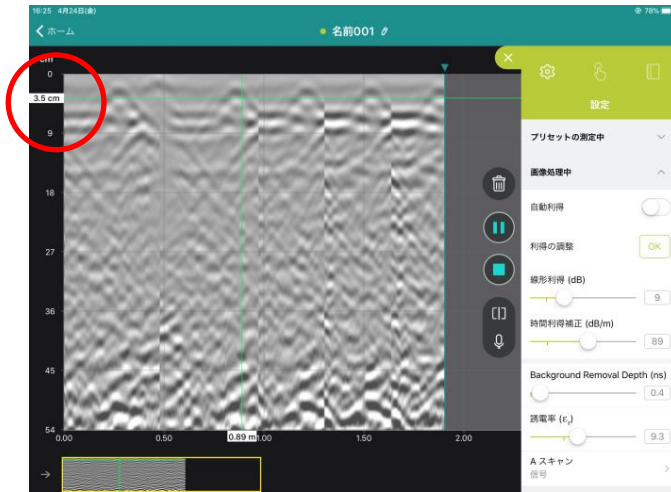 16:25 4月24日(金)
78%
ホーム
名前001
設定
cm
0
3.5 cm
9
18
27
36
45
54
0.00
0.50
0.89 m
1.00
1.50
2.00
プリセットの測定中
画像処理中
自動利得
利得の調整
OK
線形利得 (dB)
9
時間利得補正 (dB/m)
89
Background Removal Depth (ns)
0.4
誘電率 (εr)
9.3
A スキャン
信号